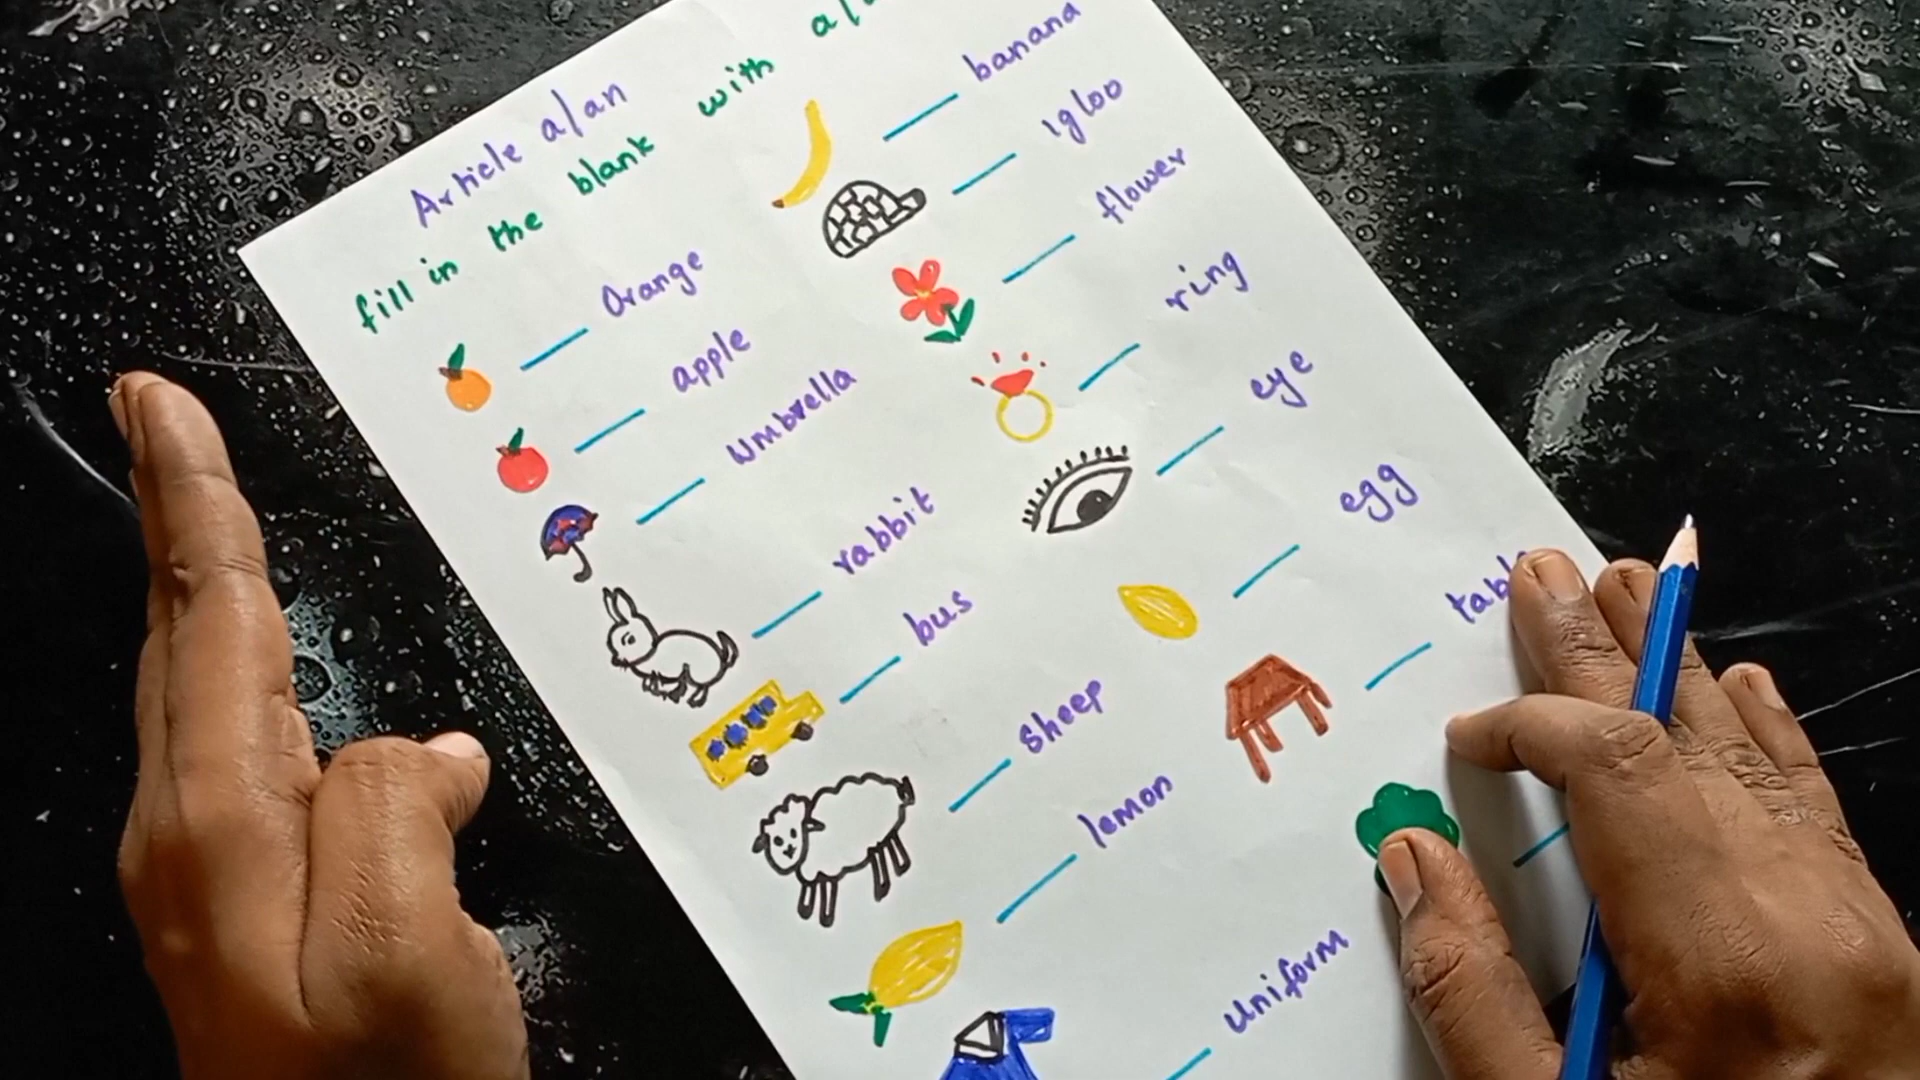 Article a/an
fill in the blank with
Orange
apple
Umbrella
rabbit
bus
sheep
lemon
Uniform
banana
igloo
flower
ring
eye
egg